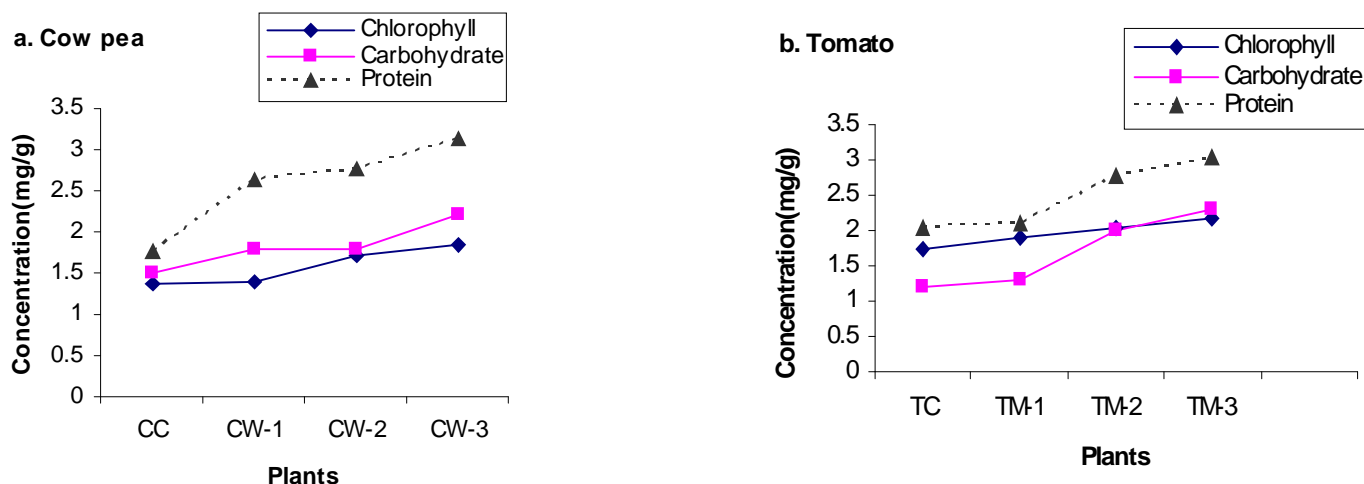 a. Cow pea
Chlorophyll
Carbohydrate
Protein
Concentration(mg/g)
3.5
3
2.5
2
1.5
1
0.5
0
CC CW-1 CW-2 CW-3
Plants
b. Tomato
Chlorophyll
Carbohydrate
Protein
Concentration(mg/g)
3.5
3
2.5
2
1.5
1
0.5
0
TC TM-1 TM-2 TM-3
Plants